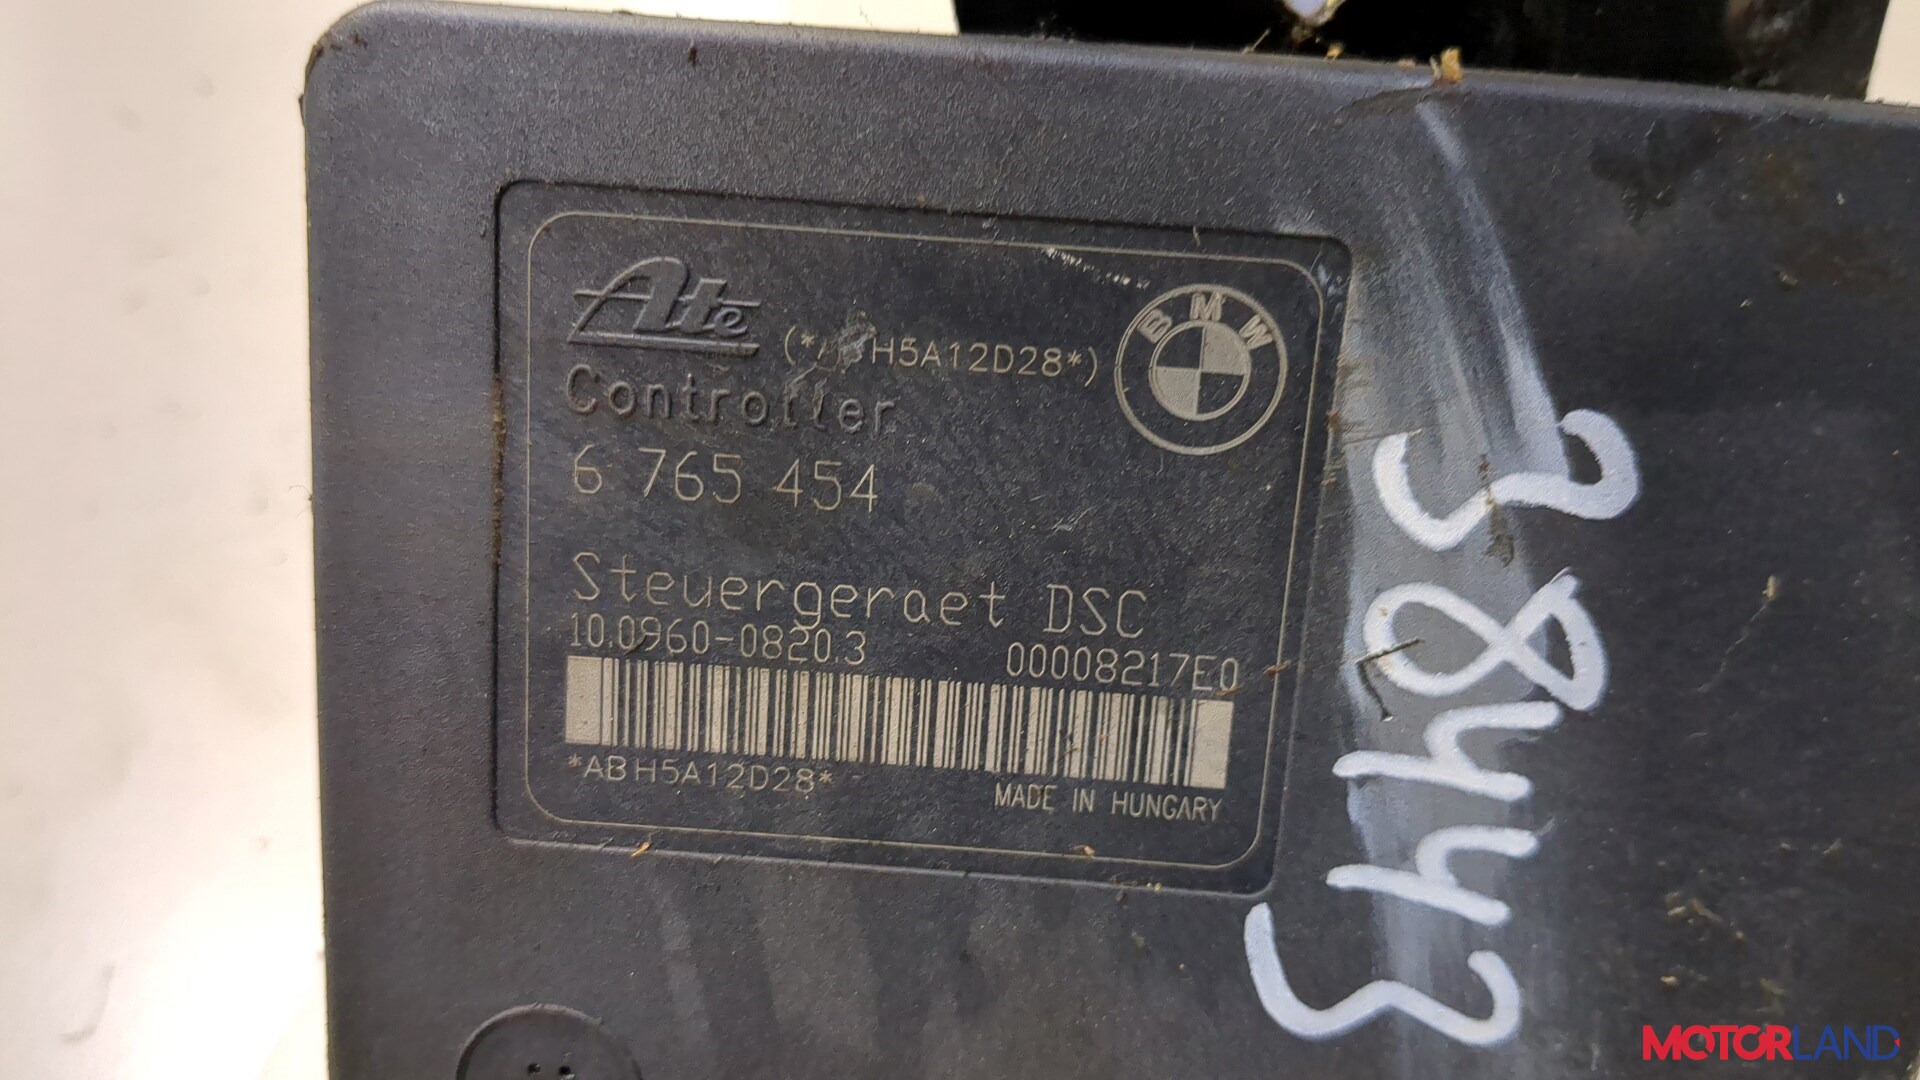 Ate
(*ABH5A12D28*)
BMW
Controller
6 765 454
Steuergeraet DSC
10.0960-0820.3
00008217E0
*ABH5A12D28*
MADE IN HUNGARY
38443
MOTORLAND